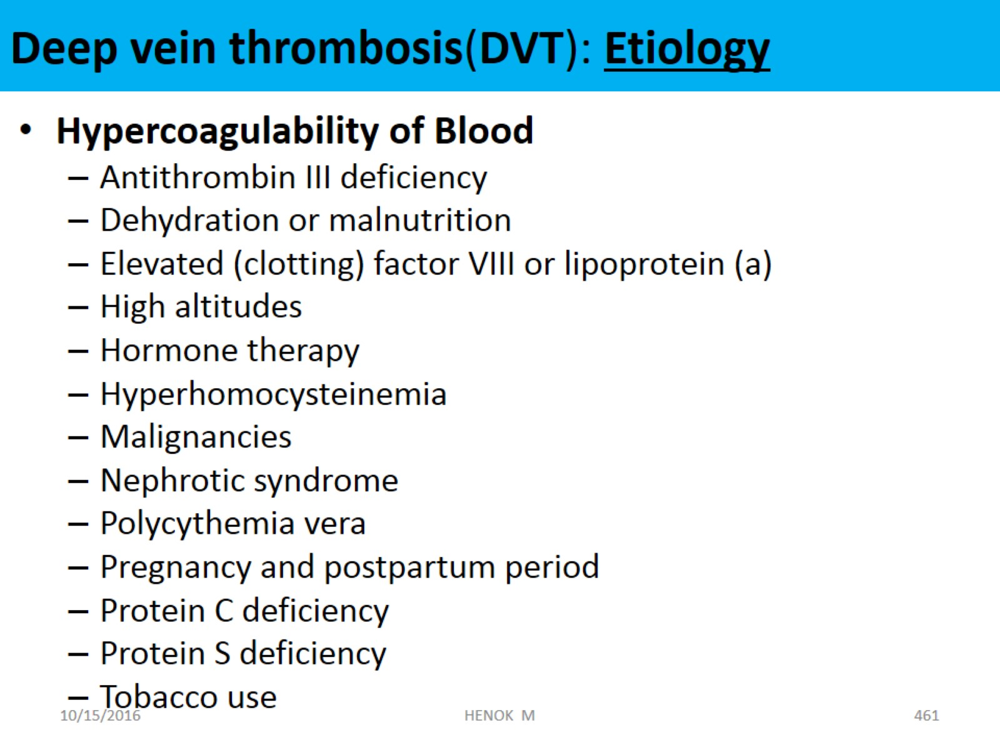 Deep vein thrombosis(DVT): Etiology
• Hypercoagulability of Blood
– Antithrombin III deficiency
– Dehydration or malnutrition
– Elevated (clotting) factor VIII or lipoprotein (a)
– High altitudes
– Hormone therapy
– Hyperhomocysteinemia
– Malignancies
– Nephrotic syndrome
– Polycythemia vera
– Pregnancy and postpartum period
– Protein C deficiency
– Protein S deficiency
– Tobacco use
10/15/2016 HENOK M 461